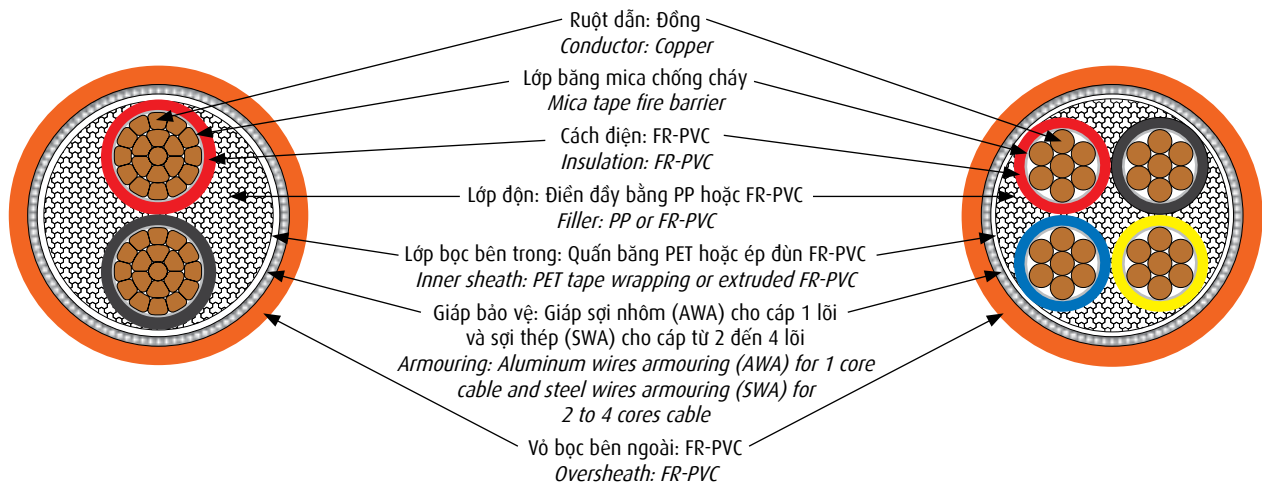 Ruột dẫn: Đồng
Conductor: Copper
Lớp băng mica chống cháy
Mica tape fire barrier
Cách điện: FR-PVC
Insulation: FR-PVC
Lớp độn: Điền đầy bằng PP hoặc FR-PVC
Filler: PP or FR-PVC
Lớp bọc bên trong: Quấn băng PET hoặc ép đùn FR-PVC
Inner sheath: PET tape wrapping or extruded FR-PVC
Giáp bảo vệ: Giáp sợi nhôm (AWA) cho cáp 1 lõi
và sợi thép (SWA) cho cáp từ 2 đến 4 lõi
Armouring: Aluminum wires armouring (AWA) for 1 core
cable and steel wires armouring (SWA) for
2 to 4 cores cable
Vỏ bọc bên ngoài: FR-PVC
Oversheath: FR-PVC